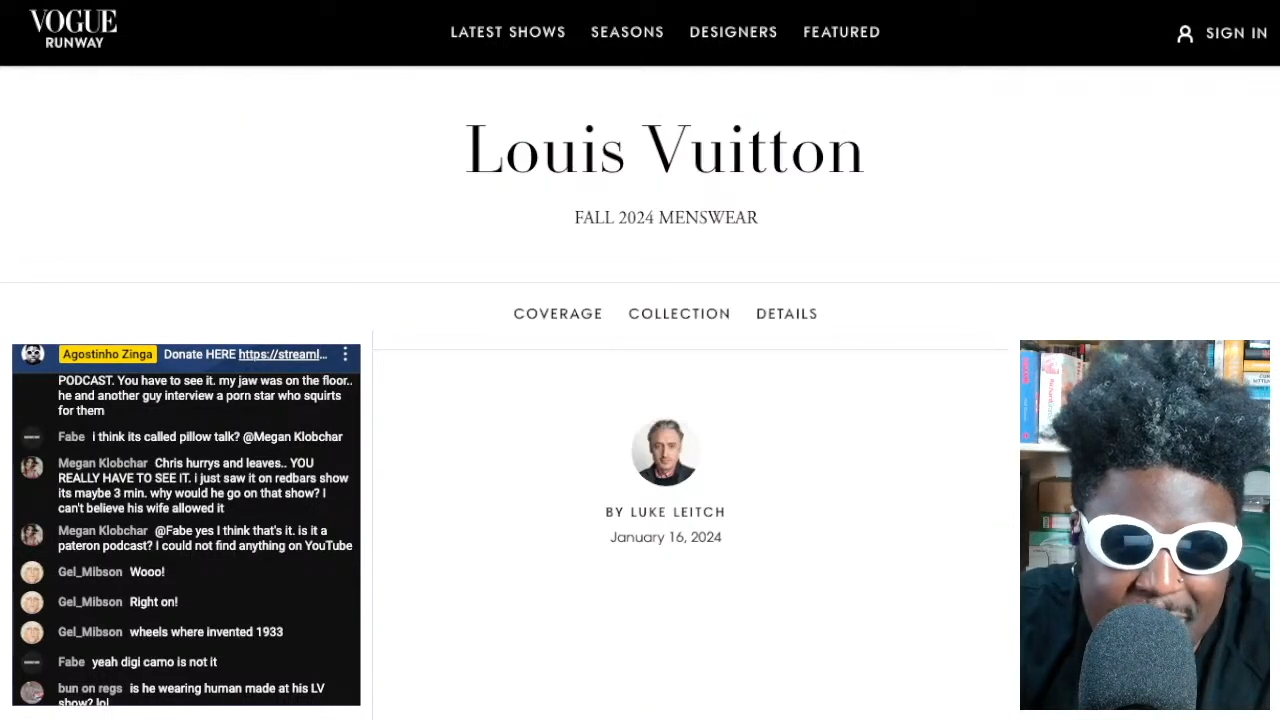 VOGUE
RUNWAY
LATEST SHOWS SEASONS DESIGNERS FEATURED
SIGN IN
Louis Vuitton
FALL 2024 MENSWEAR
COVERAGE COLLECTION DETAILS
BY LUKE LEITCH
January 16, 2024
Agostinho Zinga Donate HERE https://streaml...
PODCAST. You have to see it. my jaw was on the floor..
he and another guy interview a porn star who squirts
for them
Fabe i think its called pillow talk? @Megan Klobchar
Megan Klobchar Chris hurrys and leaves.. YOU
REALLY HAVE TO SEE IT. i just saw it on redbars show
its maybe 3 min. why would he go on that show? I
can't believe his wife allowed it
Megan Klobchar @Fabe yes I think that's it. is it a
pateron podcast? I could not find anything on YouTube
Gel_Mibson Wooo!
Gel_Mibson Right on!
Gel_Mibson wheels where invented 1933
Fabe yeah digi camo is not it
bun on regs is he wearing human made at his LV
show? lol